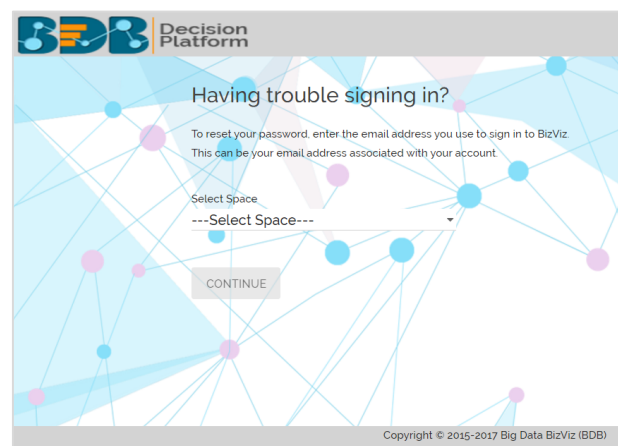 BDB Decision
Platform
Having trouble signing in?
To reset your password, enter the email address you use to sign in to BizViz.
This can be your email address associated with your account.
Select Space
---Select Space---
CONTINUE
Copyright © 2015-2017 Big Data BizViz (BDB)